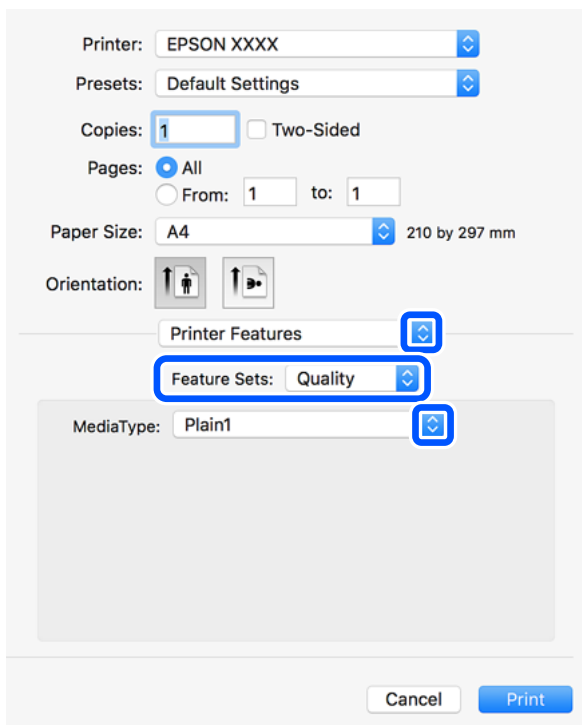 Printer: EPSON XXXX
Presets: Default Settings
Copies: 1 Two-Sided
Pages: All
From: 1 to: 1
Paper Size: A4 210 by 297 mm
Orientation:
Printer Features
Feature Sets: Quality
MediaType: Plain1
Cancel Print